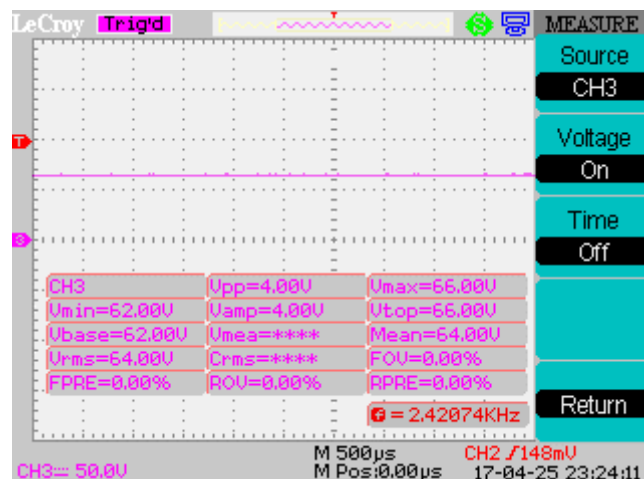 LeCroy Trig'd T S MEASURE
Source
CH3
T
Voltage
On
Time
3
Off
CH3 Vpp=4.00V Vmax=66.00V
Vmin=62.00V Vamp=4.00V Vtop=66.00V
Vbase=62.00V Vmea=**** Mean=64.00V
Vrms=64.00V Crms=**** FOV=0.00%
FPRE=0.00% ROV=0.00% RPRE=0.00%
f = 2.42074KHz
Return
M 500µs CH2 148mV
CH3 50.0V M Pos:0.00µs 17-04-25 23:24:11